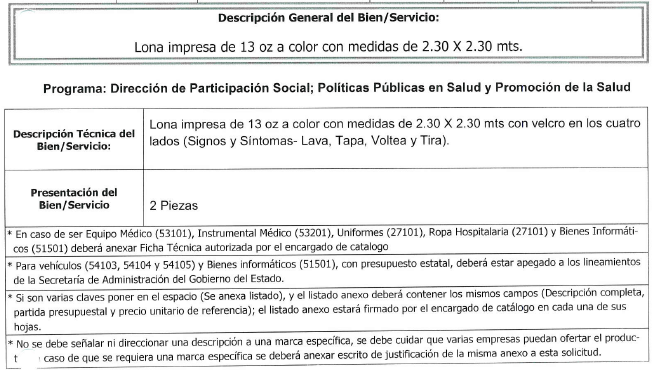 Descripción General del Bien/Servicio:
Lona impresa de 13 oz a color con medidas de 2.30 X 2.30 mts.
Programa: Dirección de Participación Social; Políticas Públicas en Salud y Promoción de la Salud
Descripción Técnica del
Bien/Servicio:
Lona impresa de 13 oz a color con medidas de 2.30 X 2.30 mts con velcro en los cuatro
lados (Signos y Síntomas- Lava, Tapa, Voltea y Tira).
Presentación del
Bien/Servicio
2 Piezas
* En caso de ser Equipo Médico (53101), Instrumental Médico (53201), Uniformes (27101), Ropa Hospitalaria (27101) y Bienes Informáti-
cos (51501) deberá anexar Ficha Técnica autorizada por el encargado de catalogo
* Para vehículos (54103, 54104 y 54105) y Bienes informáticos (51501), con presupuesto estatal, deberá estar apegado a los lineamientos
de la Secretaría de Administración del Gobierno del Estado.
* Si son varias claves poner en el espacio (Se anexa listado), y el listado anexo deberá contener los mismos campos (Descripción completa,
partida presupuestal y precio unitario de referencia); el listado anexo estará firmado por el encargado de catálogo en cada una de sus
hojas.
* No se debe señalar ni direccionar una descripción a una marca específica, se debe cuidar que varias empresas puedan ofertar el produc-
t caso de que se requiera una marca específica se deberá anexar escrito de justificación de la misma anexo a esta solicitud.